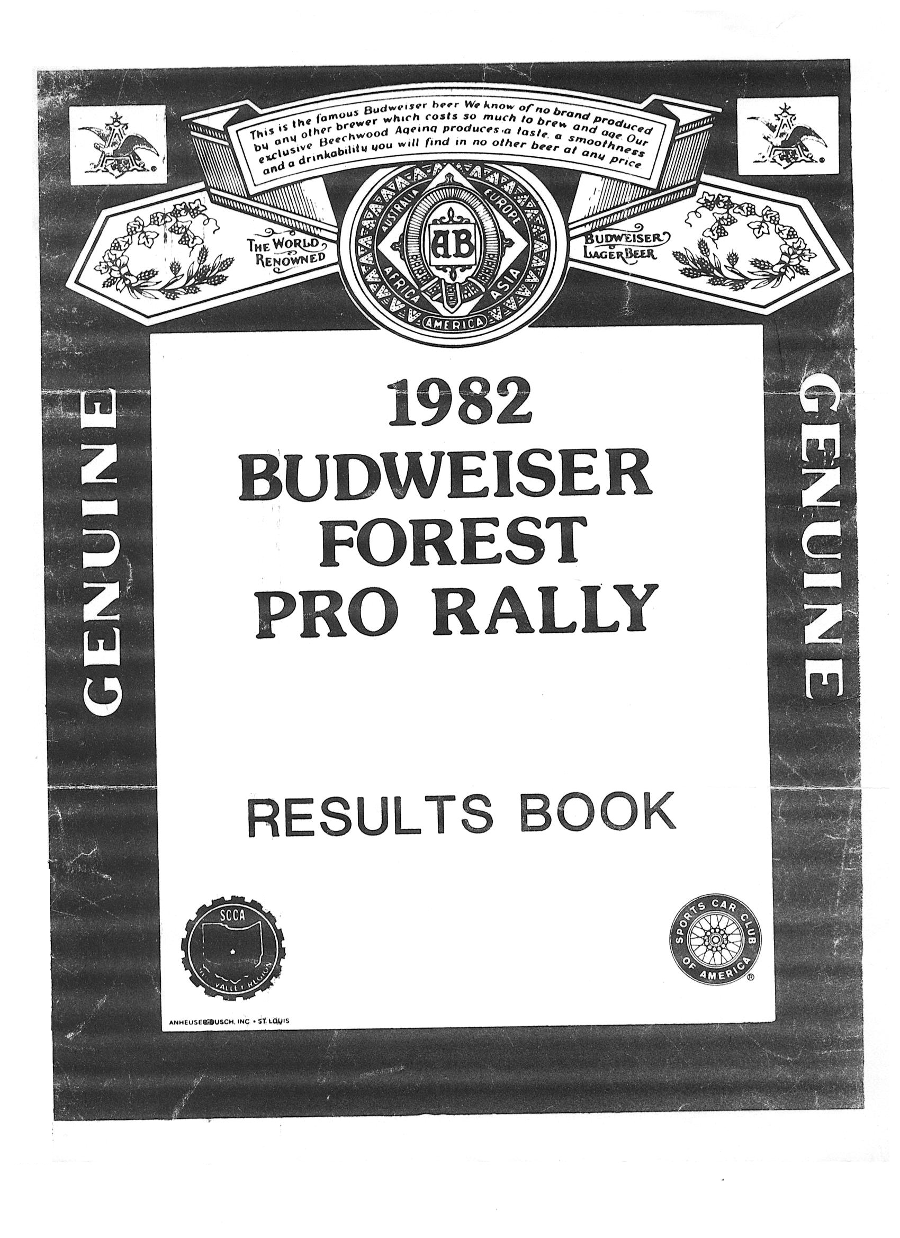 This is the famous Budweiser beer We know of no brand produced
by any other brewer which costs so much to brew and age Our
exclusive Beechwood Ageing produces a taste, a smoothness
and a drinkability you will find in no other beer at any price
AUSTRALIA
EUROPE
AFRICA
ASIA
AMERICA
AB
THE WORLD
RENOWNED
BUDWEISER
LAGER BEER
GENUINE
GENUINE
1982
BUDWEISER
FOREST
PRO RALLY
RESULTS BOOK
SCCA
VALLEY REGION
SPORTS CAR CLUB
OF AMERICA
®
ANHEUSER-BUSCH, INC • ST. LOUIS